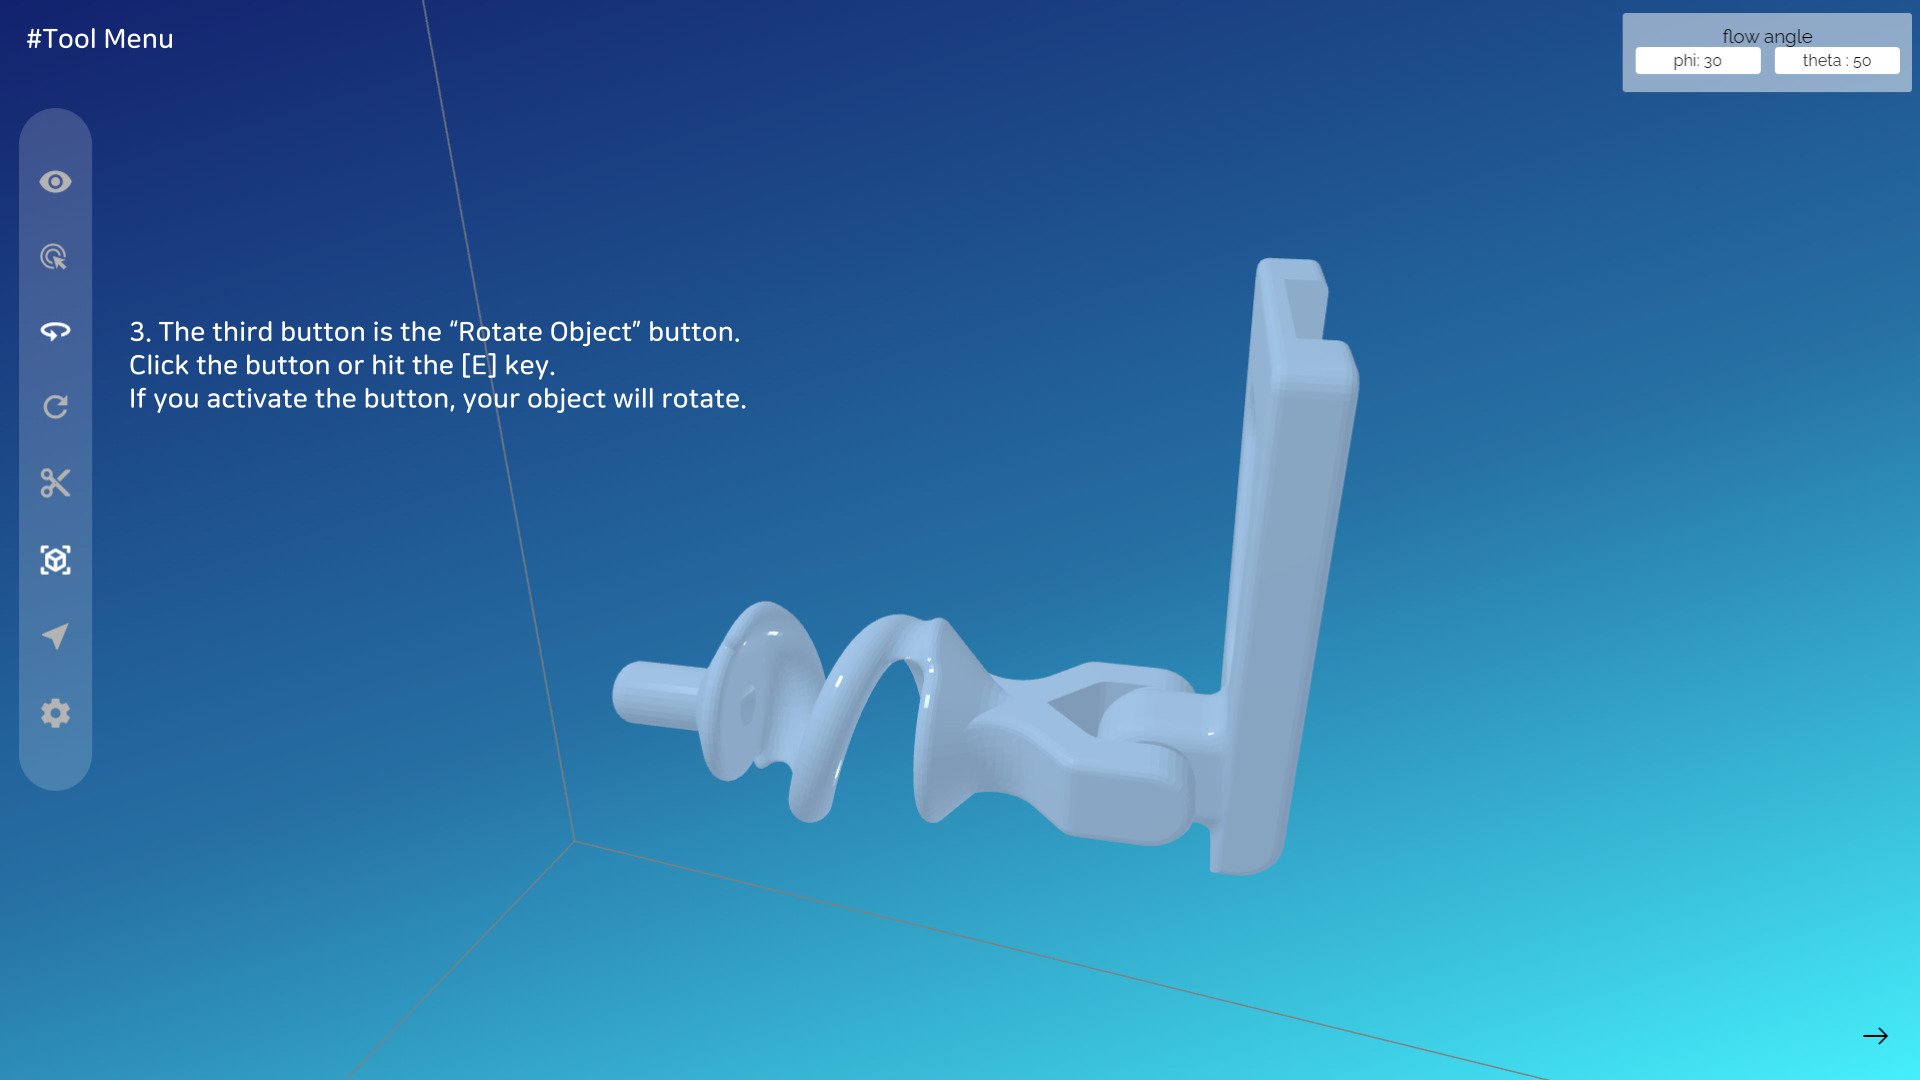 #Tool Menu
flow angle
phi: 30
theta : 50
3. The third button is the “Rotate Object” button.
Click the button or hit the [E] key.
If you activate the button, your object will rotate.